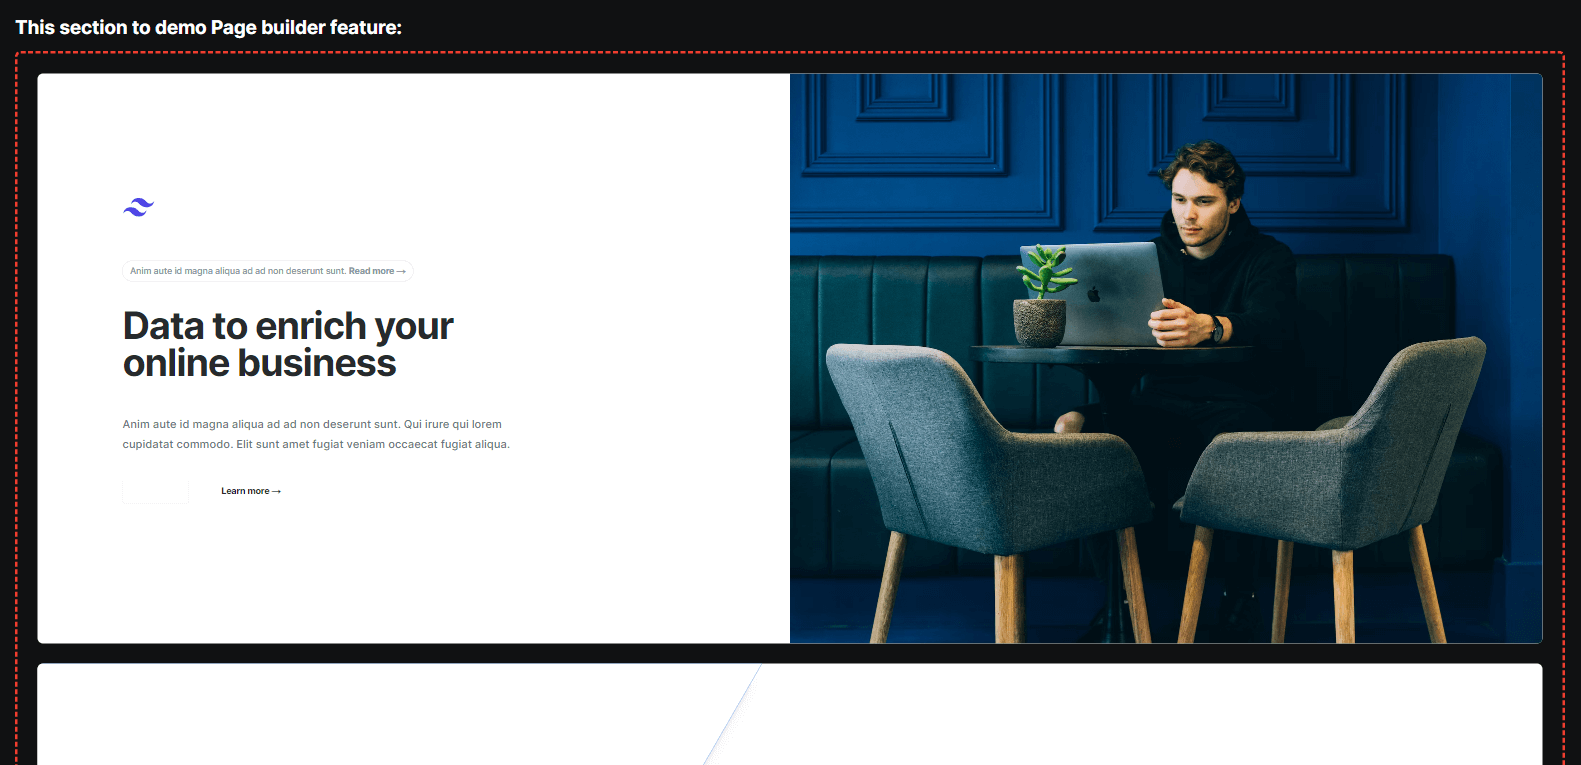 This section to demo Page builder feature:
Anim aute id magna aliqua ad ad non deserunt sunt. Read more →
Data to enrich your
online business
Anim aute id magna aliqua ad ad non deserunt sunt. Qui irure qui lorem
cupidatat commodo. Elit sunt amet fugiat veniam occaecat fugiat aliqua.
Learn more →